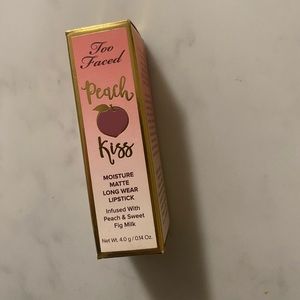 Too
Faced
Peach
Kiss
MOISTURE
MATTE
LONG WEAR
LIPSTICK
Infused With
Peach & Sweet
Fig Milk
Net Wt. 4.0 g / 0.14 Oz.